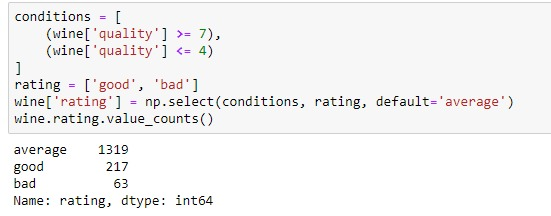 conditions = [
    (wine['quality'] >= 7),
    (wine['quality'] <= 4)
]
rating = ['good', 'bad']
wine['rating'] = np.select(conditions, rating, default='average')
wine.rating.value_counts()
average    1319
good        217
bad          63
Name: rating, dtype: int64